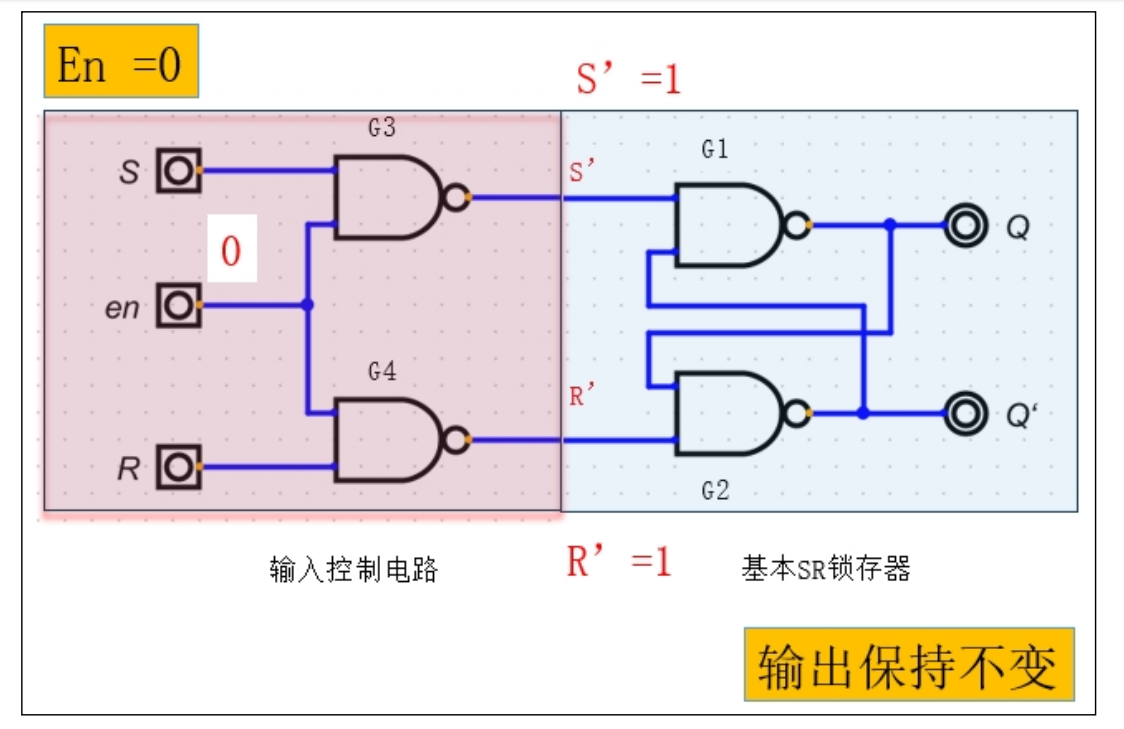 En =0
S’ =1
G3
S
S’
G1
0
Q
en
G4
R’
Q‘
R
G2
输入控制电路
R’ =1
基本SR锁存器
输出保持不变